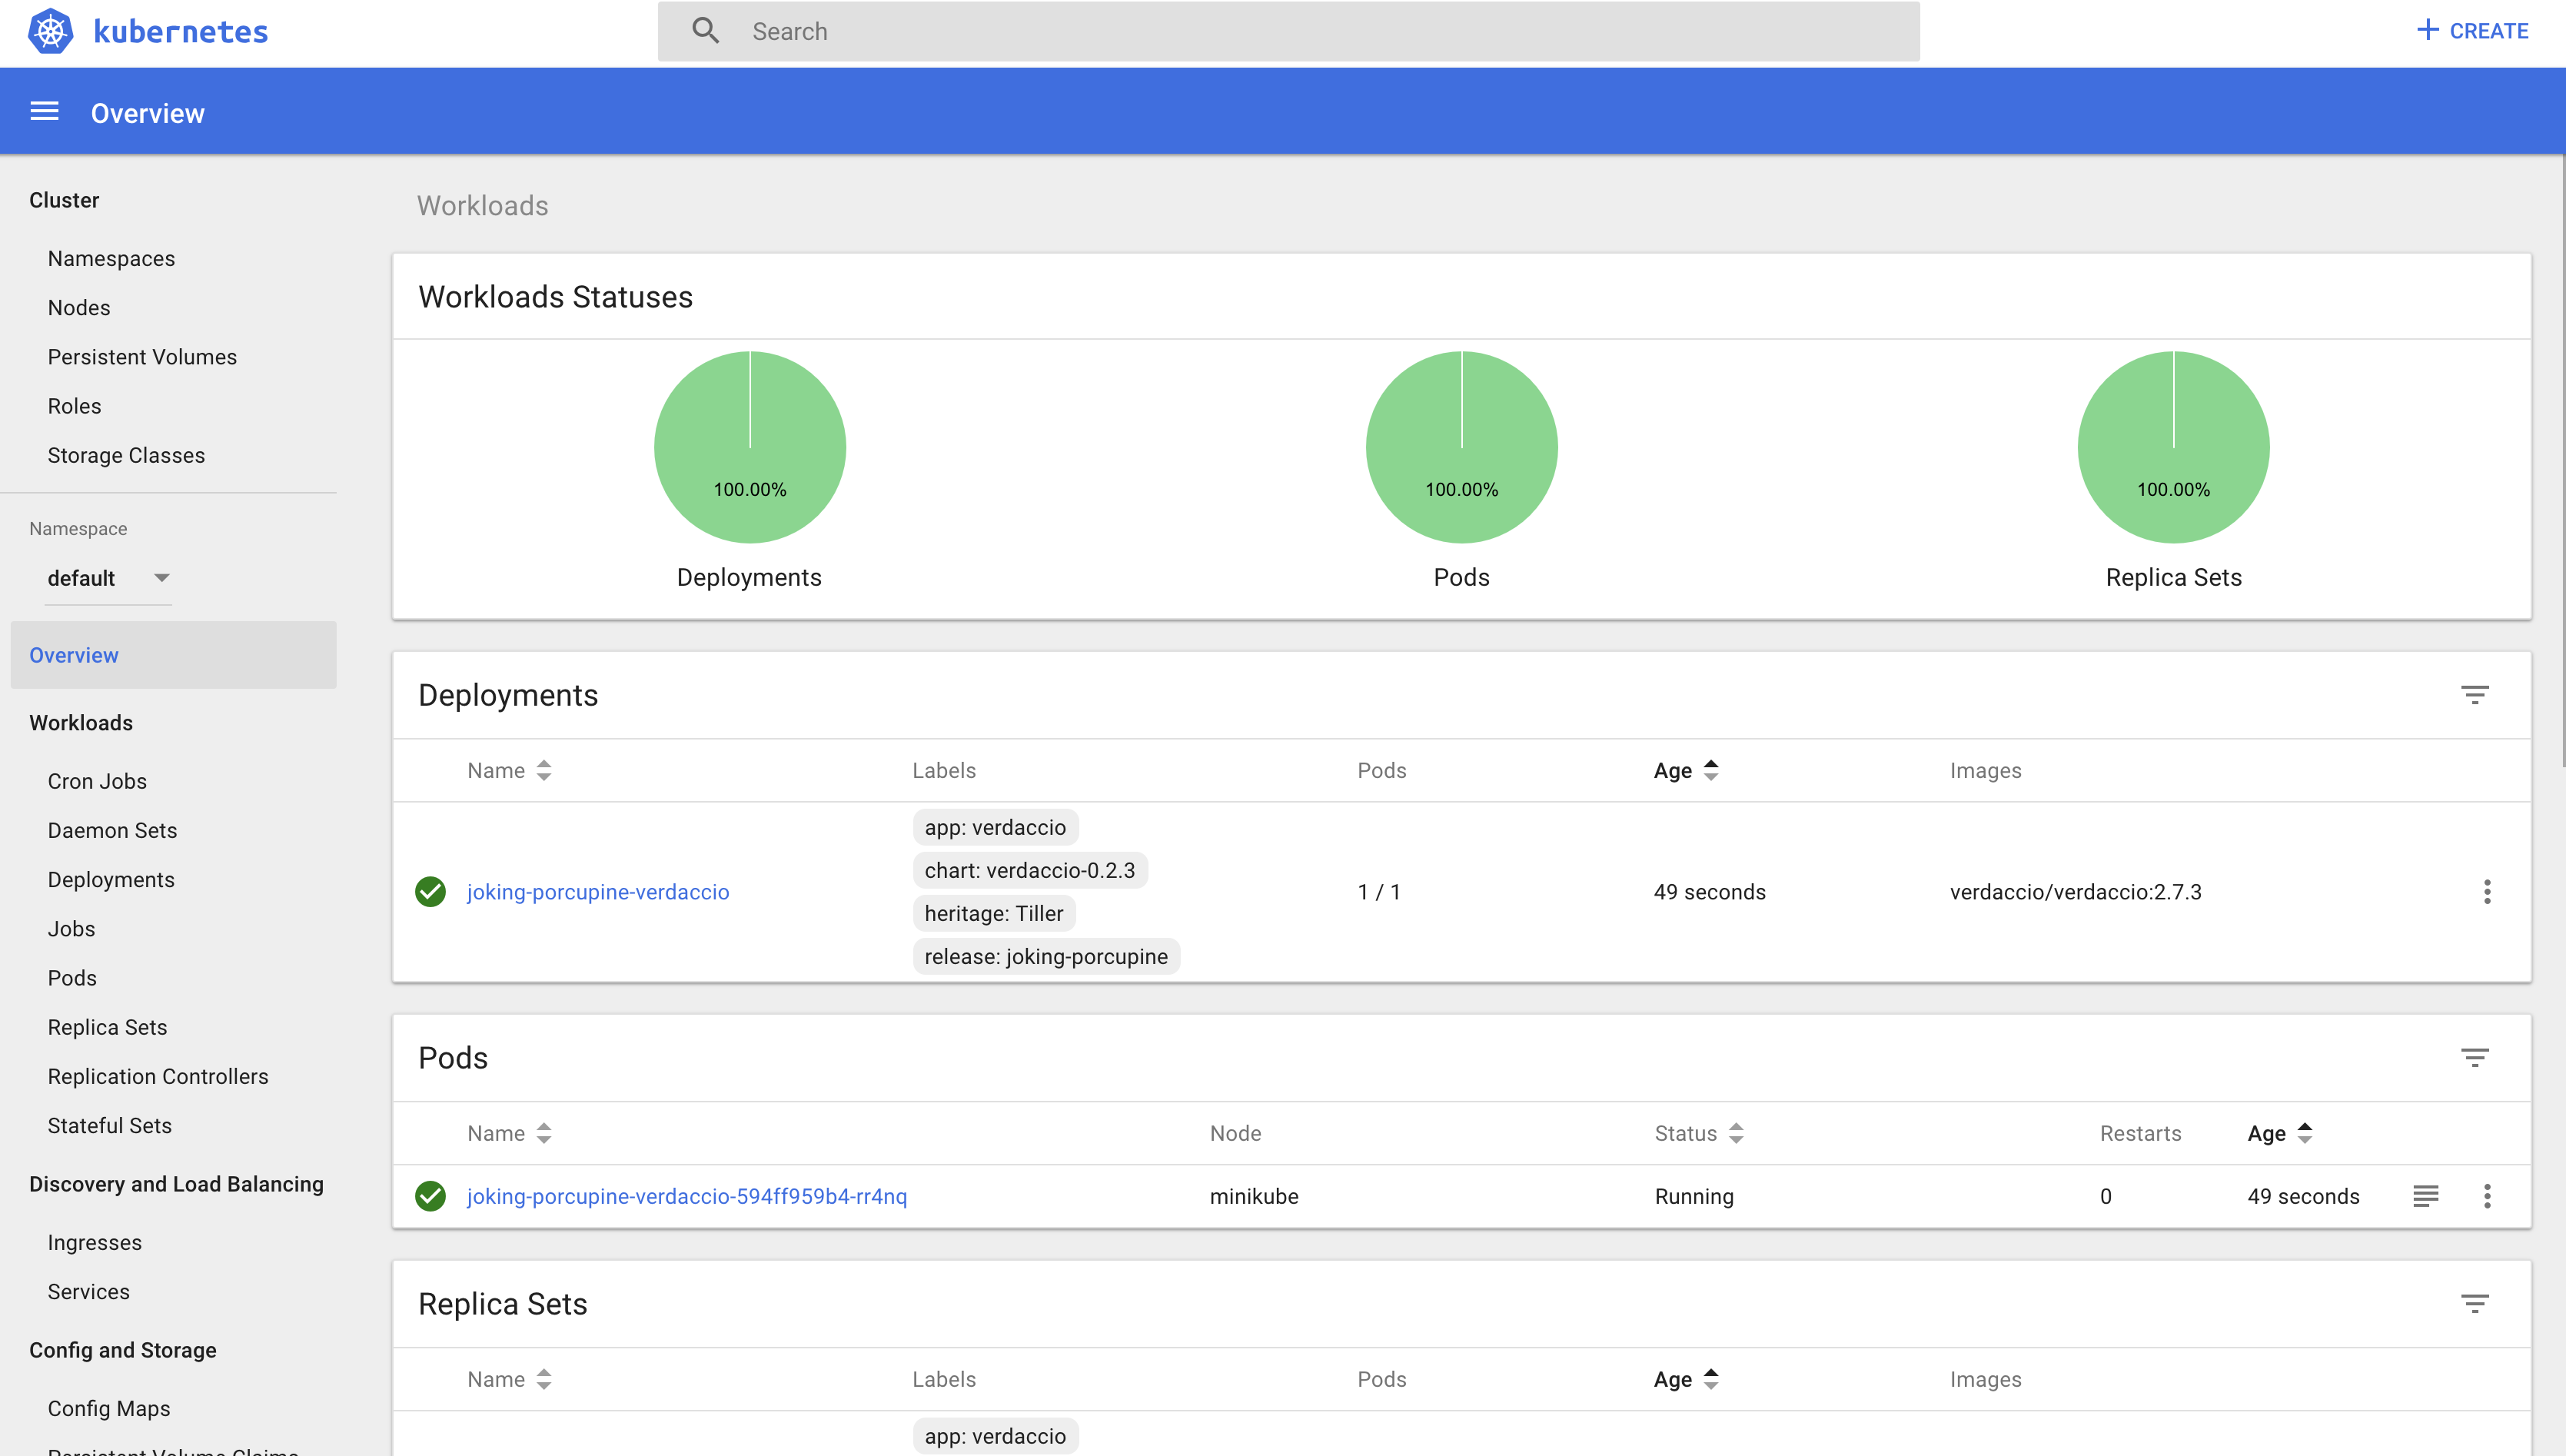 kubernetes
Search
CREATE
Overview
Cluster
Namespaces
Nodes
Persistent Volumes
Roles
Storage Classes
Namespace
default
Overview
Workloads
Cron Jobs
Daemon Sets
Deployments
Jobs
Pods
Replica Sets
Replication Controllers
Stateful Sets
Discovery and Load Balancing
Ingresses
Services
Config and Storage
Config Maps
Persistent Volume Claims
Workloads
Workloads Statuses
100.00% 100.00% 100.00%
Deployments Pods Replica Sets
Deployments
Name Labels Pods Age Images
joking-porcupine-verdaccio 1 / 1 49 seconds verdaccio/verdaccio:2.7.3
app: verdaccio
chart: verdaccio-0.2.3
heritage: Tiller
release: joking-porcupine
Pods
Name Node Status Restarts Age
joking-porcupine-verdaccio-594ff959b4-rr4nq minikube Running 0 49 seconds
Replica Sets
Name Labels Pods Age Images
app: verdaccio